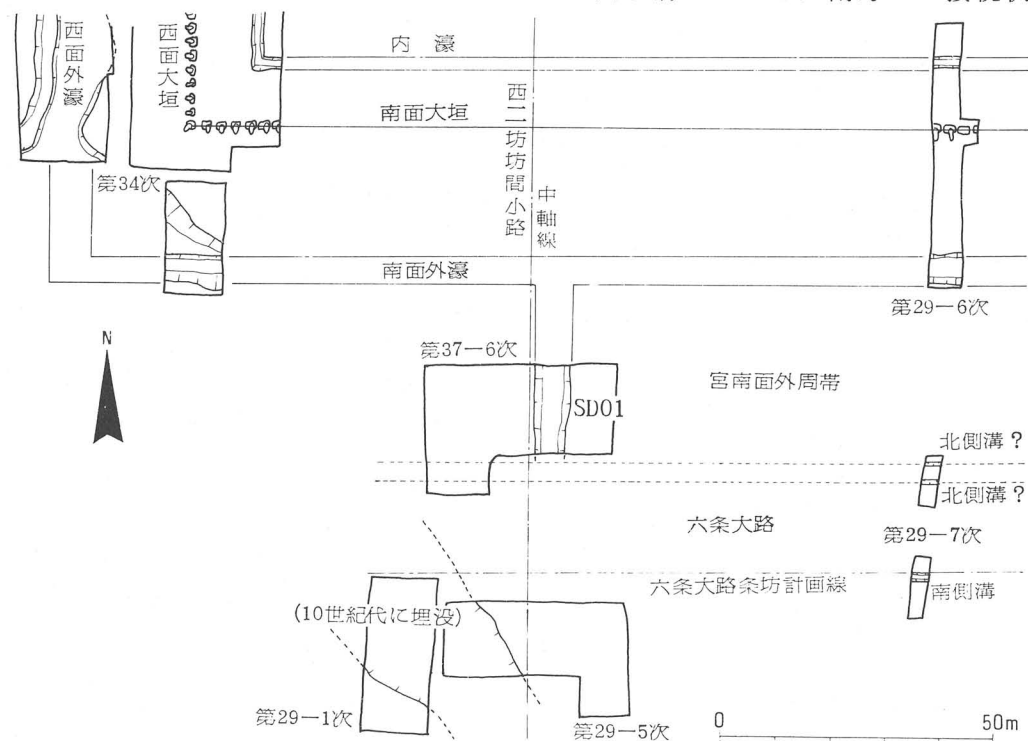 西面外濠
西面大垣
内濠
南面大垣
西二坊坊間小路
中軸線
第34次
南面外濠
第29-6次
N
第37-6次
宮南面外周帯
SD01
北側溝?
北側溝?
六条大路
第29-7次
六条大路条坊計画線
南側溝
(10世紀代に埋没)
第29-1次
第29-5次
0 50m